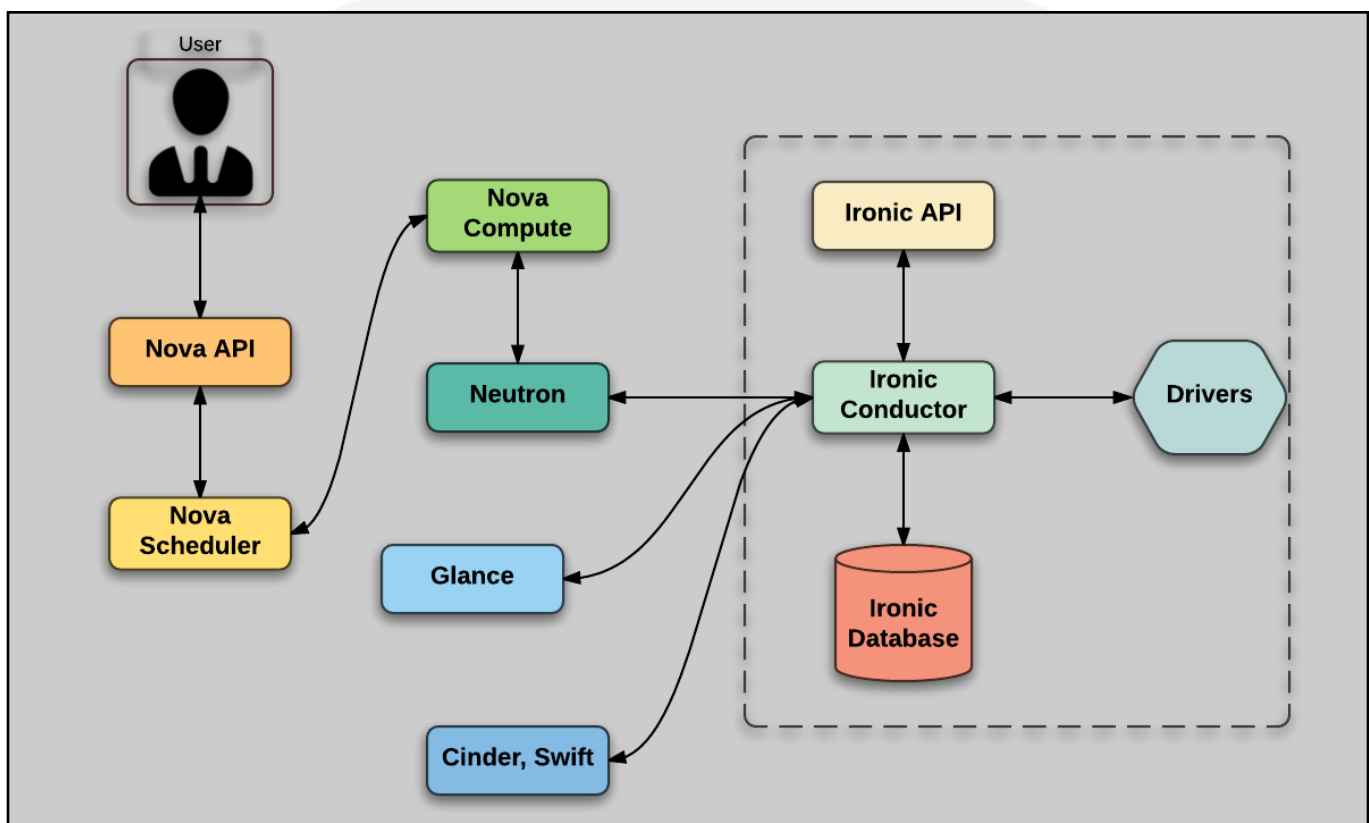 User
Nova
Compute
Ironic API
Nova API
Neutron
Ironic
Conductor
Drivers
Nova
Scheduler
Glance
Ironic
Database
Cinder, Swift